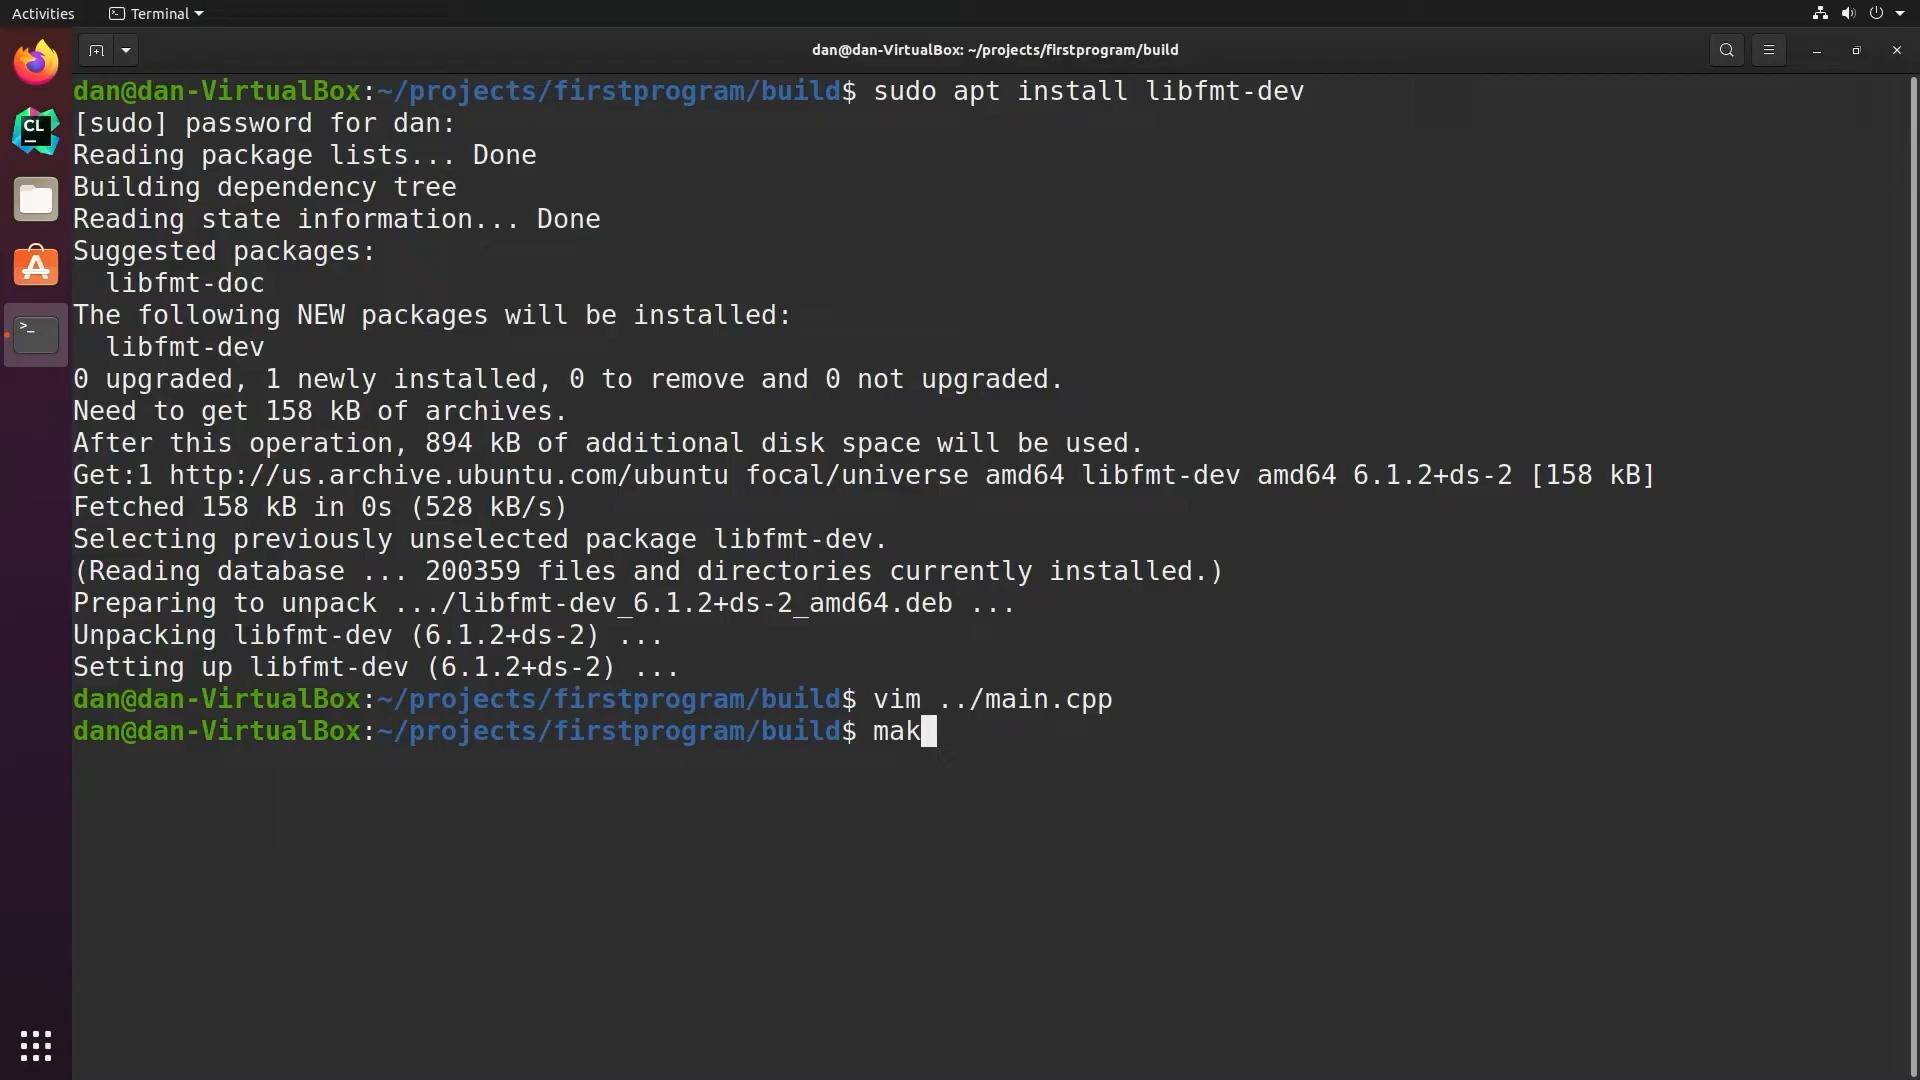 Activities
Terminal
dan@dan-VirtualBox: ~/projects/firstprogram/build
dan@dan-VirtualBox:~/projects/firstprogram/build$ sudo apt install libfmt-dev
[sudo] password for dan:
Reading package lists... Done
Building dependency tree
Reading state information... Done
Suggested packages:
  libfmt-doc
The following NEW packages will be installed:
  libfmt-dev
0 upgraded, 1 newly installed, 0 to remove and 0 not upgraded.
Need to get 158 kB of archives.
After this operation, 894 kB of additional disk space will be used.
Get:1 http://us.archive.ubuntu.com/ubuntu focal/universe amd64 libfmt-dev amd64 6.1.2+ds-2 [158 kB]
Fetched 158 kB in 0s (528 kB/s)
Selecting previously unselected package libfmt-dev.
(Reading database ... 200359 files and directories currently installed.)
Preparing to unpack .../libfmt-dev_6.1.2+ds-2_amd64.deb ...
Unpacking libfmt-dev (6.1.2+ds-2) ...
Setting up libfmt-dev (6.1.2+ds-2) ...
dan@dan-VirtualBox:~/projects/firstprogram/build$ vim ../main.cpp
dan@dan-VirtualBox:~/projects/firstprogram/build$ mak
CL